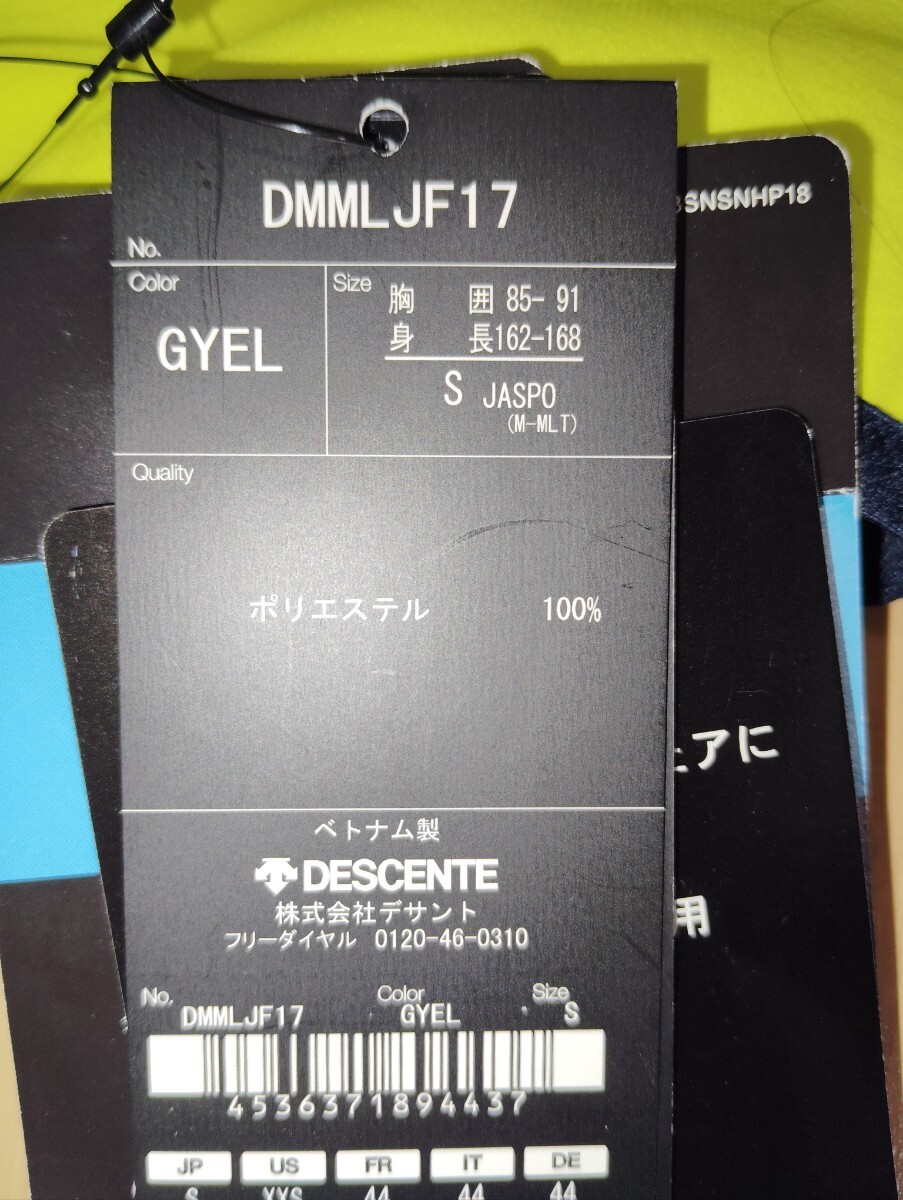 DMMLJF17
No.
SNSNHP18
Color
GYEL
Size
胸 囲 85- 91
身 長162-168
S JASPO
(M-MLT)
Quality
ポリエステル 100%
ェアに
用
ベトナム製
DESCENTE
株式会社デサント
フリーダイヤル 0120-46-0310
No. Color Size
DMMLJF17 GYEL S
4536371894437
JP US FR IT DE
S XXS 44 44 44